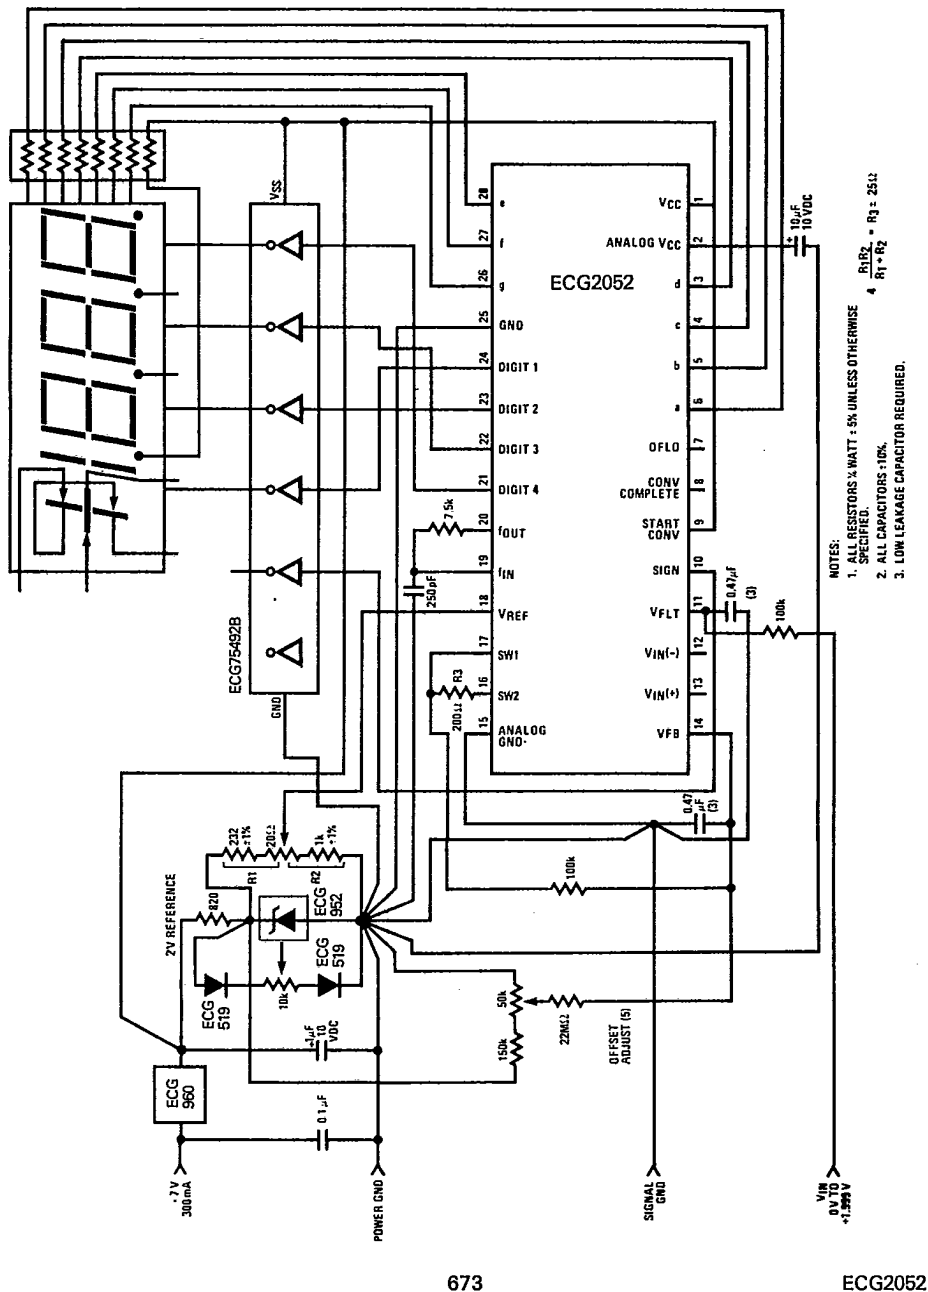 VSS
ECG75492B
GND
ECG2052
28
e
27
f
26
g
25
GND
24
DIGIT 1
23
DIGIT 2
22
DIGIT 3
21
DIGIT 4
20
fOUT
19
fIN
18
VREF
17
SW1
16
SW2
15
ANALOG
GND
VCC
1
ANALOG VCC
2
d
3
c
4
b
5
a
6
OFLO
7
CONV
COMPLETE
8
START
CONV
9
SIGN
10
VFLT
11
VIN(-)
12
VIN(+)
13
VFB
14
+
10µF
10 VDC
7.5k
250pF
R3
200Ω
0.47µF
(3)
100k
0.47
µF
(3)
100k
2V REFERENCE
820
232
±1%
20Ω
1k
±1%
R1
R2
ECG
952
ECG
519
10k
ECG
519
50k
150k
22MΩ
OFFSET
ADJUST (5)
+1µF
10
VDC
ECG
960
0.1µF
7 V
300mA
POWER GND
SIGNAL
GND
VIN
0V TO
+1.999V
NOTES:
1. ALL RESISTORS ¼ WATT ± 5% UNLESS OTHERWISE
SPECIFIED.
2. ALL CAPACITORS ±10%.
3. LOW LEAKAGE CAPACITOR REQUIRED.
4 R1R2 / R1 + R2 = R3 ± 25Ω
673
ECG2052